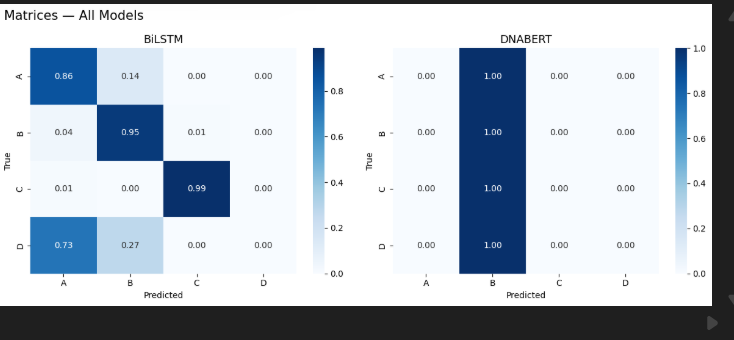 Matrices — All Models
BiLSTM
DNABERT
A 0.86 0.14 0.00 0.00
B 0.04 0.95 0.01 0.00
C 0.01 0.00 0.99 0.00
D 0.73 0.27 0.00 0.00
True
A B C D
Predicted
0.8
0.6
0.4
0.2
0.0
A 0.00 1.00 0.00 0.00
B 0.00 1.00 0.00 0.00
C 0.00 1.00 0.00 0.00
D 0.00 1.00 0.00 0.00
True
A B C D
Predicted
1.0
0.8
0.6
0.4
0.2
0.0